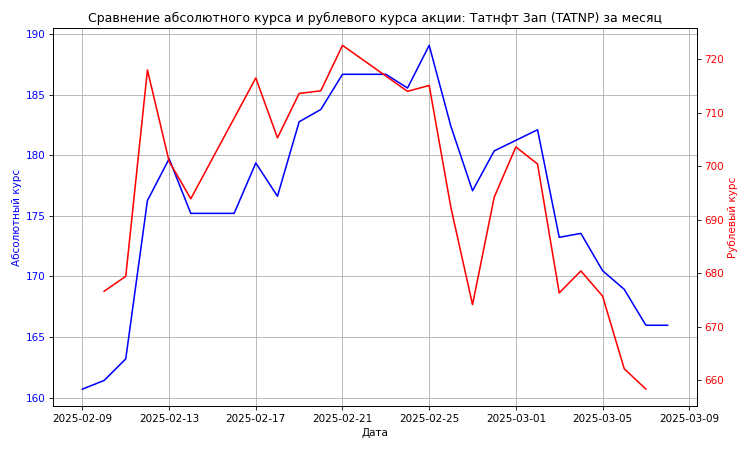 Сравнение абсолютного курса и рублевого курса акции: Татнфт 3ап (TATNP) за месяц
190
185
180
175
170
165
160
Абсолютный курс
720
710
700
690
680
670
660
Рублевый курс
2025-02-09 2025-02-13 2025-02-17 2025-02-21 2025-02-25 2025-03-01 2025-03-05 2025-03-09
Дата